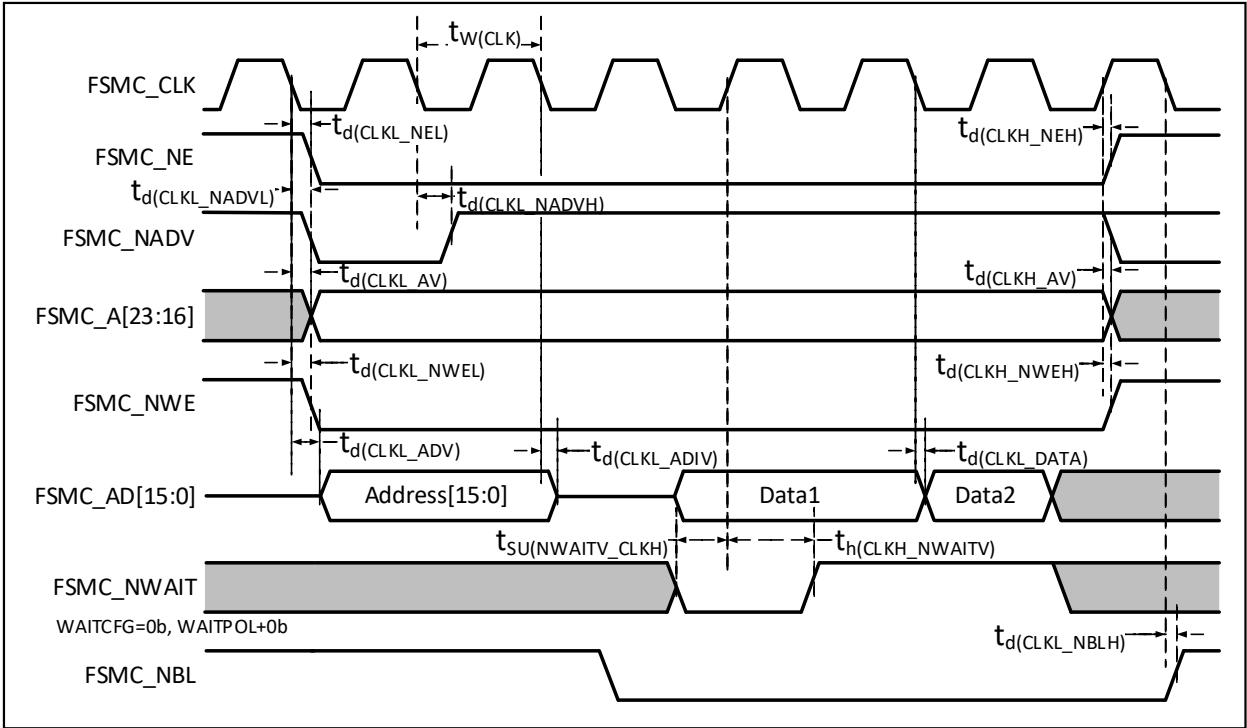 tW(CLK)
FSMC_CLK
td(CLKL_NEL)
td(CLKH_NEH)
FSMC_NE
td(CLKL_NADVL)
td(CLKL_NADVH)
FSMC_NADV
td(CLKL_AV)
td(CLKH_AV)
FSMC_A[23:16]
td(CLKL_NWEL)
td(CLKH_NWEH)
FSMC_NWE
td(CLKL_ADV)
td(CLKL_ADIV)
td(CLKL_DATA)
FSMC_AD[15:0]
Address[15:0]
Data1
Data2
tSU(NWAITV_CLKH)
th(CLKH_NWAITV)
FSMC_NWAIT
WAITCFG=0b, WAITPOL+0b
td(CLKL_NBLH)
FSMC_NBL